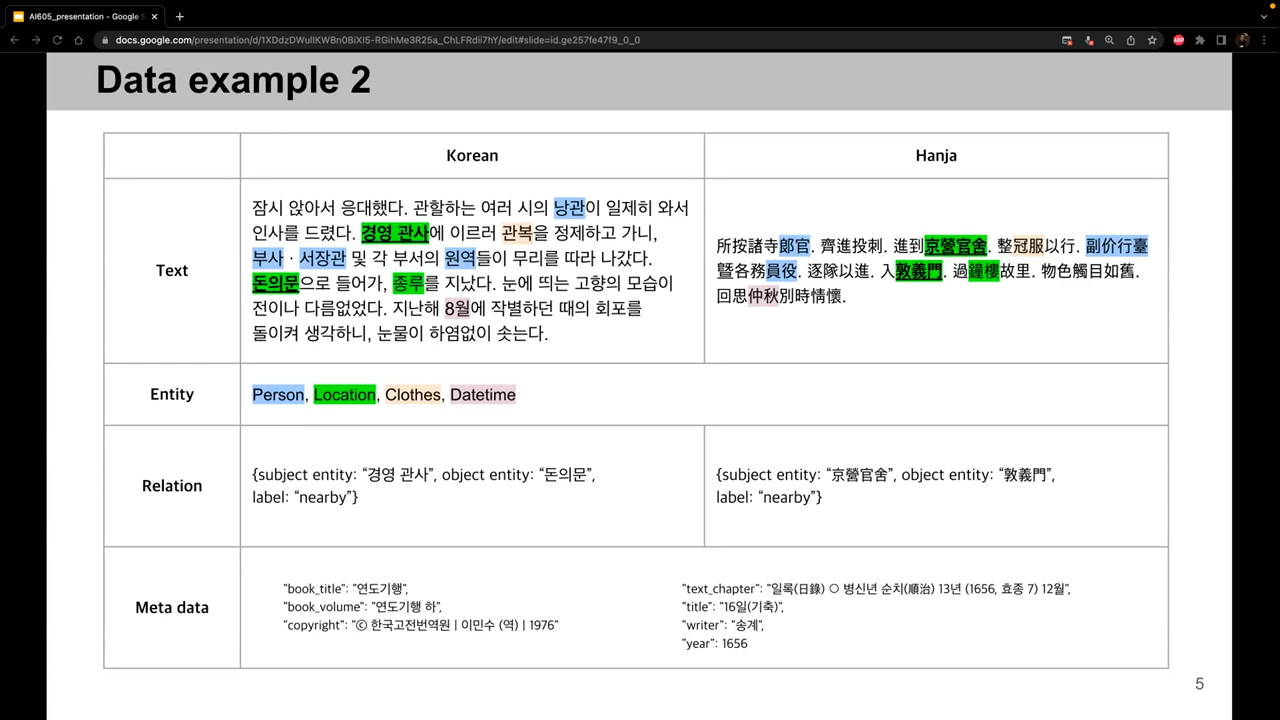 AI605_presentation - Google S
docs.google.com/presentation/d/1XDdzDWulIKWBn0BiXI5-RGihMe3R25a_ChLFRdii7hY/edit#slide=id.ge257fe47f9_0_0
Data example 2
Korean
Hanja
Text
잠시 앉아서 응대했다. 관할하는 여러 시의 낭관이 일제히 와서
인사를 드렸다. 경영 관사에 이르러 관복을 정제하고 가니,
부사 · 서장관 및 각 부서의 원역들이 무리를 따라 나갔다.
돈의문으로 들어가, 종루를 지났다. 눈에 띄는 고향의 모습이
전이나 다름없었다. 지난해 8월에 작별하던 때의 회포를
돌이켜 생각하니, 눈물이 하염없이 솟는다.
所按諸寺郞官. 齊進投刺. 進到京營官舍. 整冠服以行. 副价行臺
曁各務員役. 逐隊以進. 入敦義門. 過鐘樓故里. 物色觸目如舊.
回思仲秋別時情懷.
Entity
Person, Location, Clothes, Datetime
Relation
{subject entity: “경영 관사”, object entity: “돈의문”,
label: “nearby”}
{subject entity: “京營官舍”, object entity: “敦義門”,
label: “nearby”}
Meta data
"book_title": "연도기행",
"book_volume": "연도기행 하",
"copyright": "ⓒ 한국고전번역원 | 이민수 (역) | 1976"
"text_chapter": "일록(日錄) ○ 병신년 순치(順治) 13년 (1656, 효종 7) 12월",
"title": "16일(기축)",
"writer": "송계",
"year": 1656
5